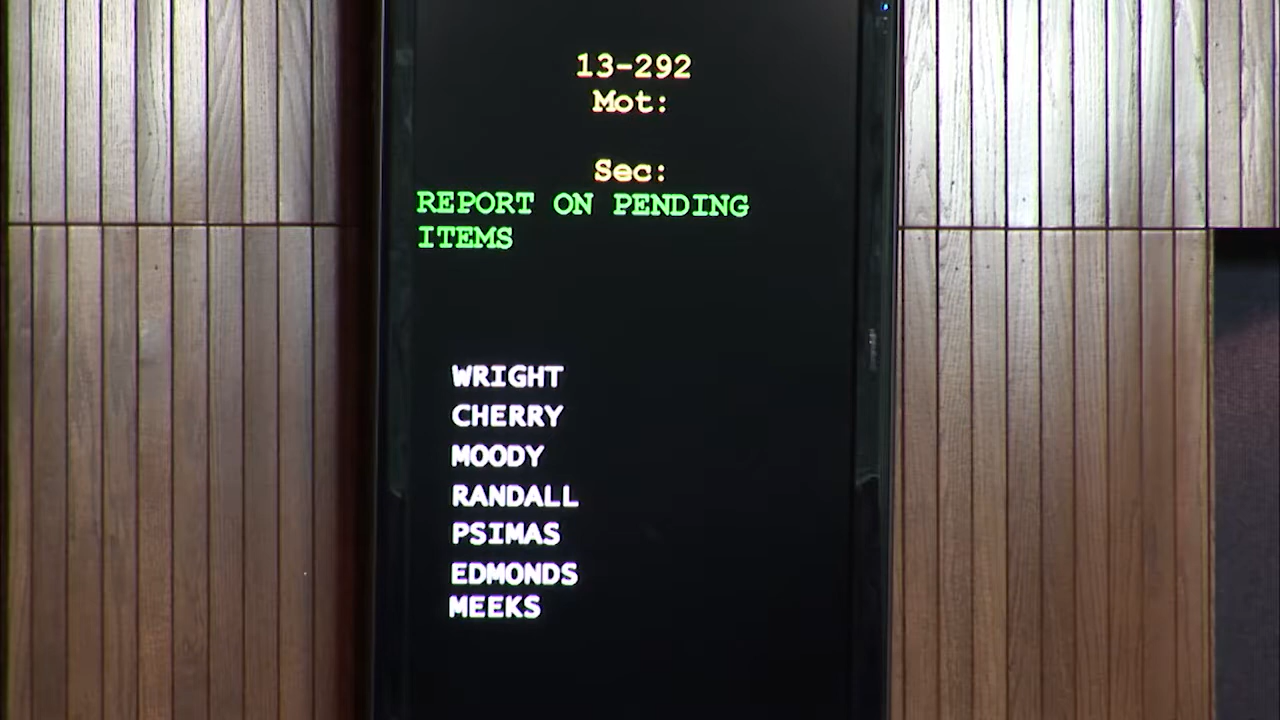 13-292
Mot:
Sec:
REPORT ON PENDING
ITEMS
WRIGHT
CHERRY
MOODY
RANDALL
PSIMAS
EDMONDS
MEEKS